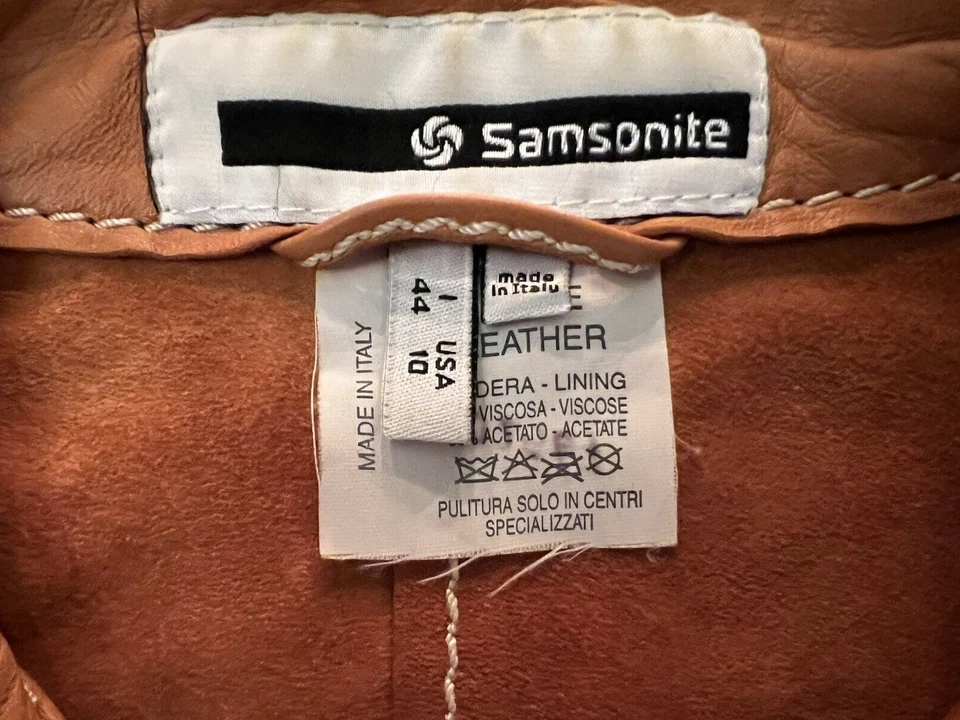 Samsonite
made
in Italy
I
44
USA
10
MADE IN ITALY
EATHER
DERA - LINING
VISCOSA - VISCOSE
% ACETATO - ACETATE
PULITURA SOLO IN CENTRI
SPECIALIZZATI